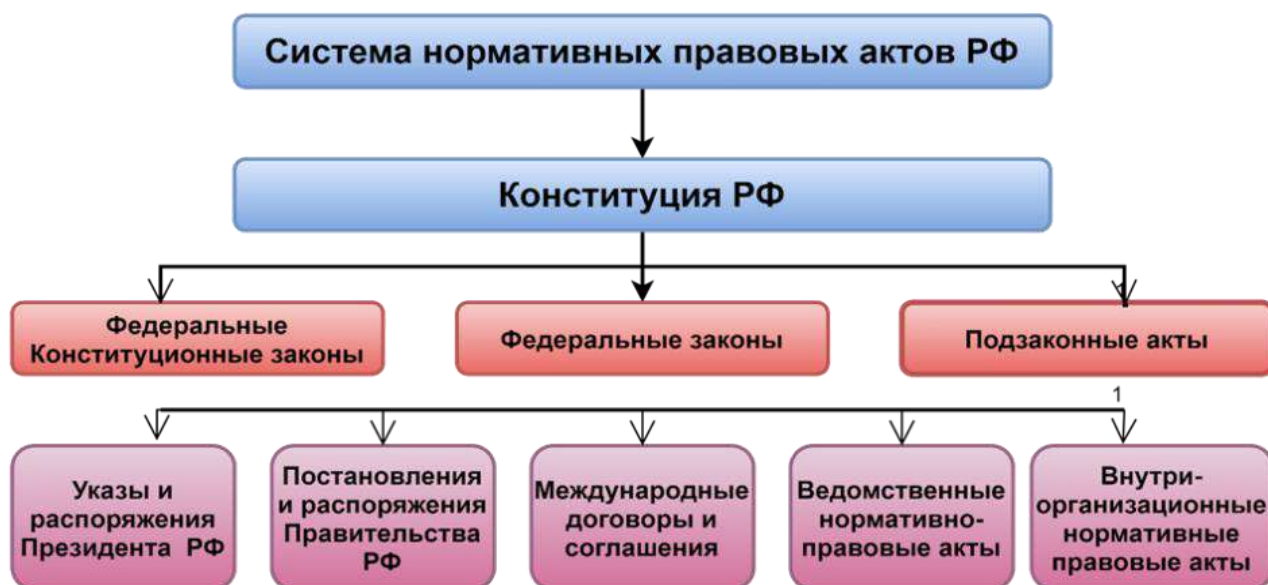 Система нормативных правовых актов РФ
Конституция РФ
Федеральные
Конституционные законы
Федеральные законы
Подзаконные акты
1
Указы и
распоряжения
Президента РФ
Постановления
и распоряжения
Правительства
РФ
Международные
договоры и
соглашения
Ведомственные
нормативно-
правовые акты
Внутри-
организационные
нормативные
правовые акты